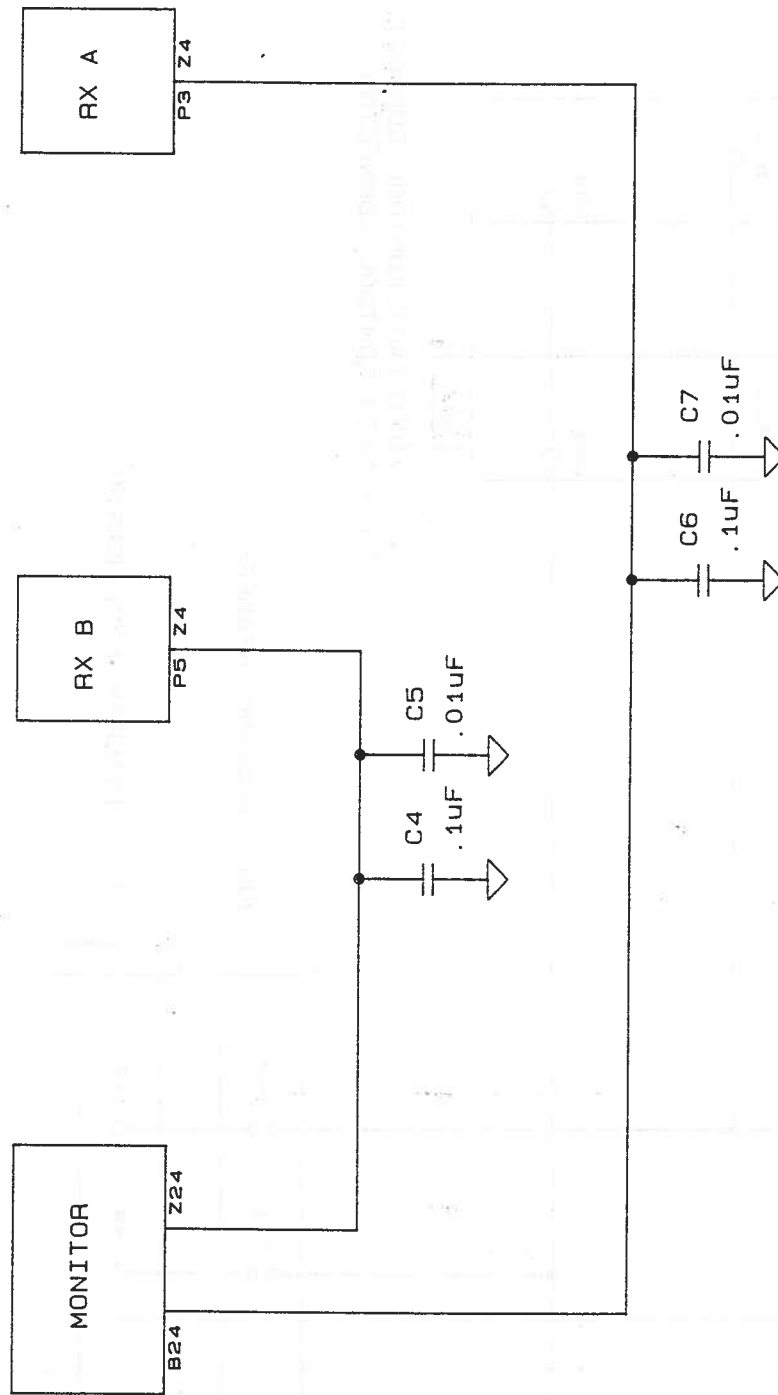 MONITOR
B24
Z24
RX B
P5
Z4
RX A
P3
Z4
C4
.1uF
C5
.01uF
C6
.1uF
C7
.01uF